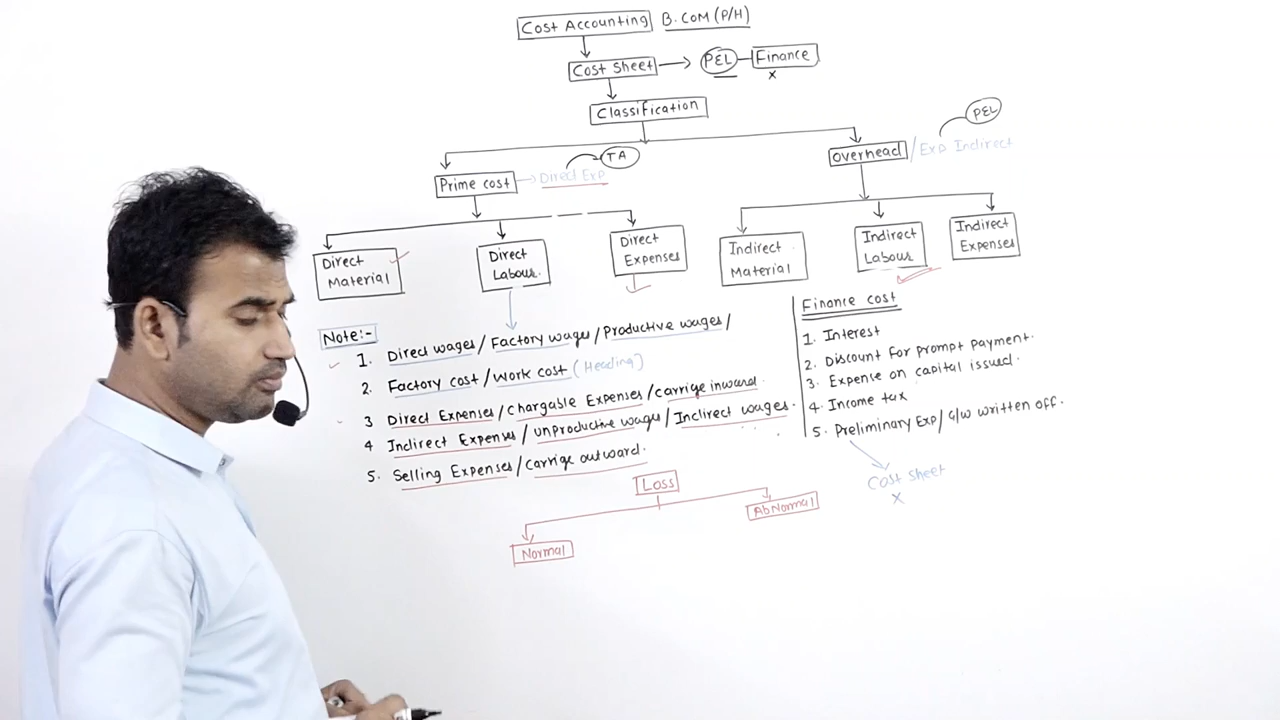 Cost Accounting B.COM (P/H)
Cost Sheet P&L Finance
x
Classification
Prime cost Direct Exp TA
Overhead / Exp Indirect P&L
Direct Material
Direct Labour.
Direct Expenses
Indirect Material
Indirect Labour
Indirect Expenses
Note:-
1. Direct wages / Factory wages / Productive wages /
2. Factory cost / Work cost (Heading)
3 Direct Expenses / Chargable Expenses / carrige inward.
4 Indirect Expenses / unproductive wages / Indirect wages.
5. Selling Expenses / carrige outward.
Finance cost
1. Interest
2. Discount for prompt payment.
3. Expense on capital issued.
4. Income tax
5. Preliminary Exp / G/w written off.
Cost Sheet
x
Loss
Normal
AbNormal